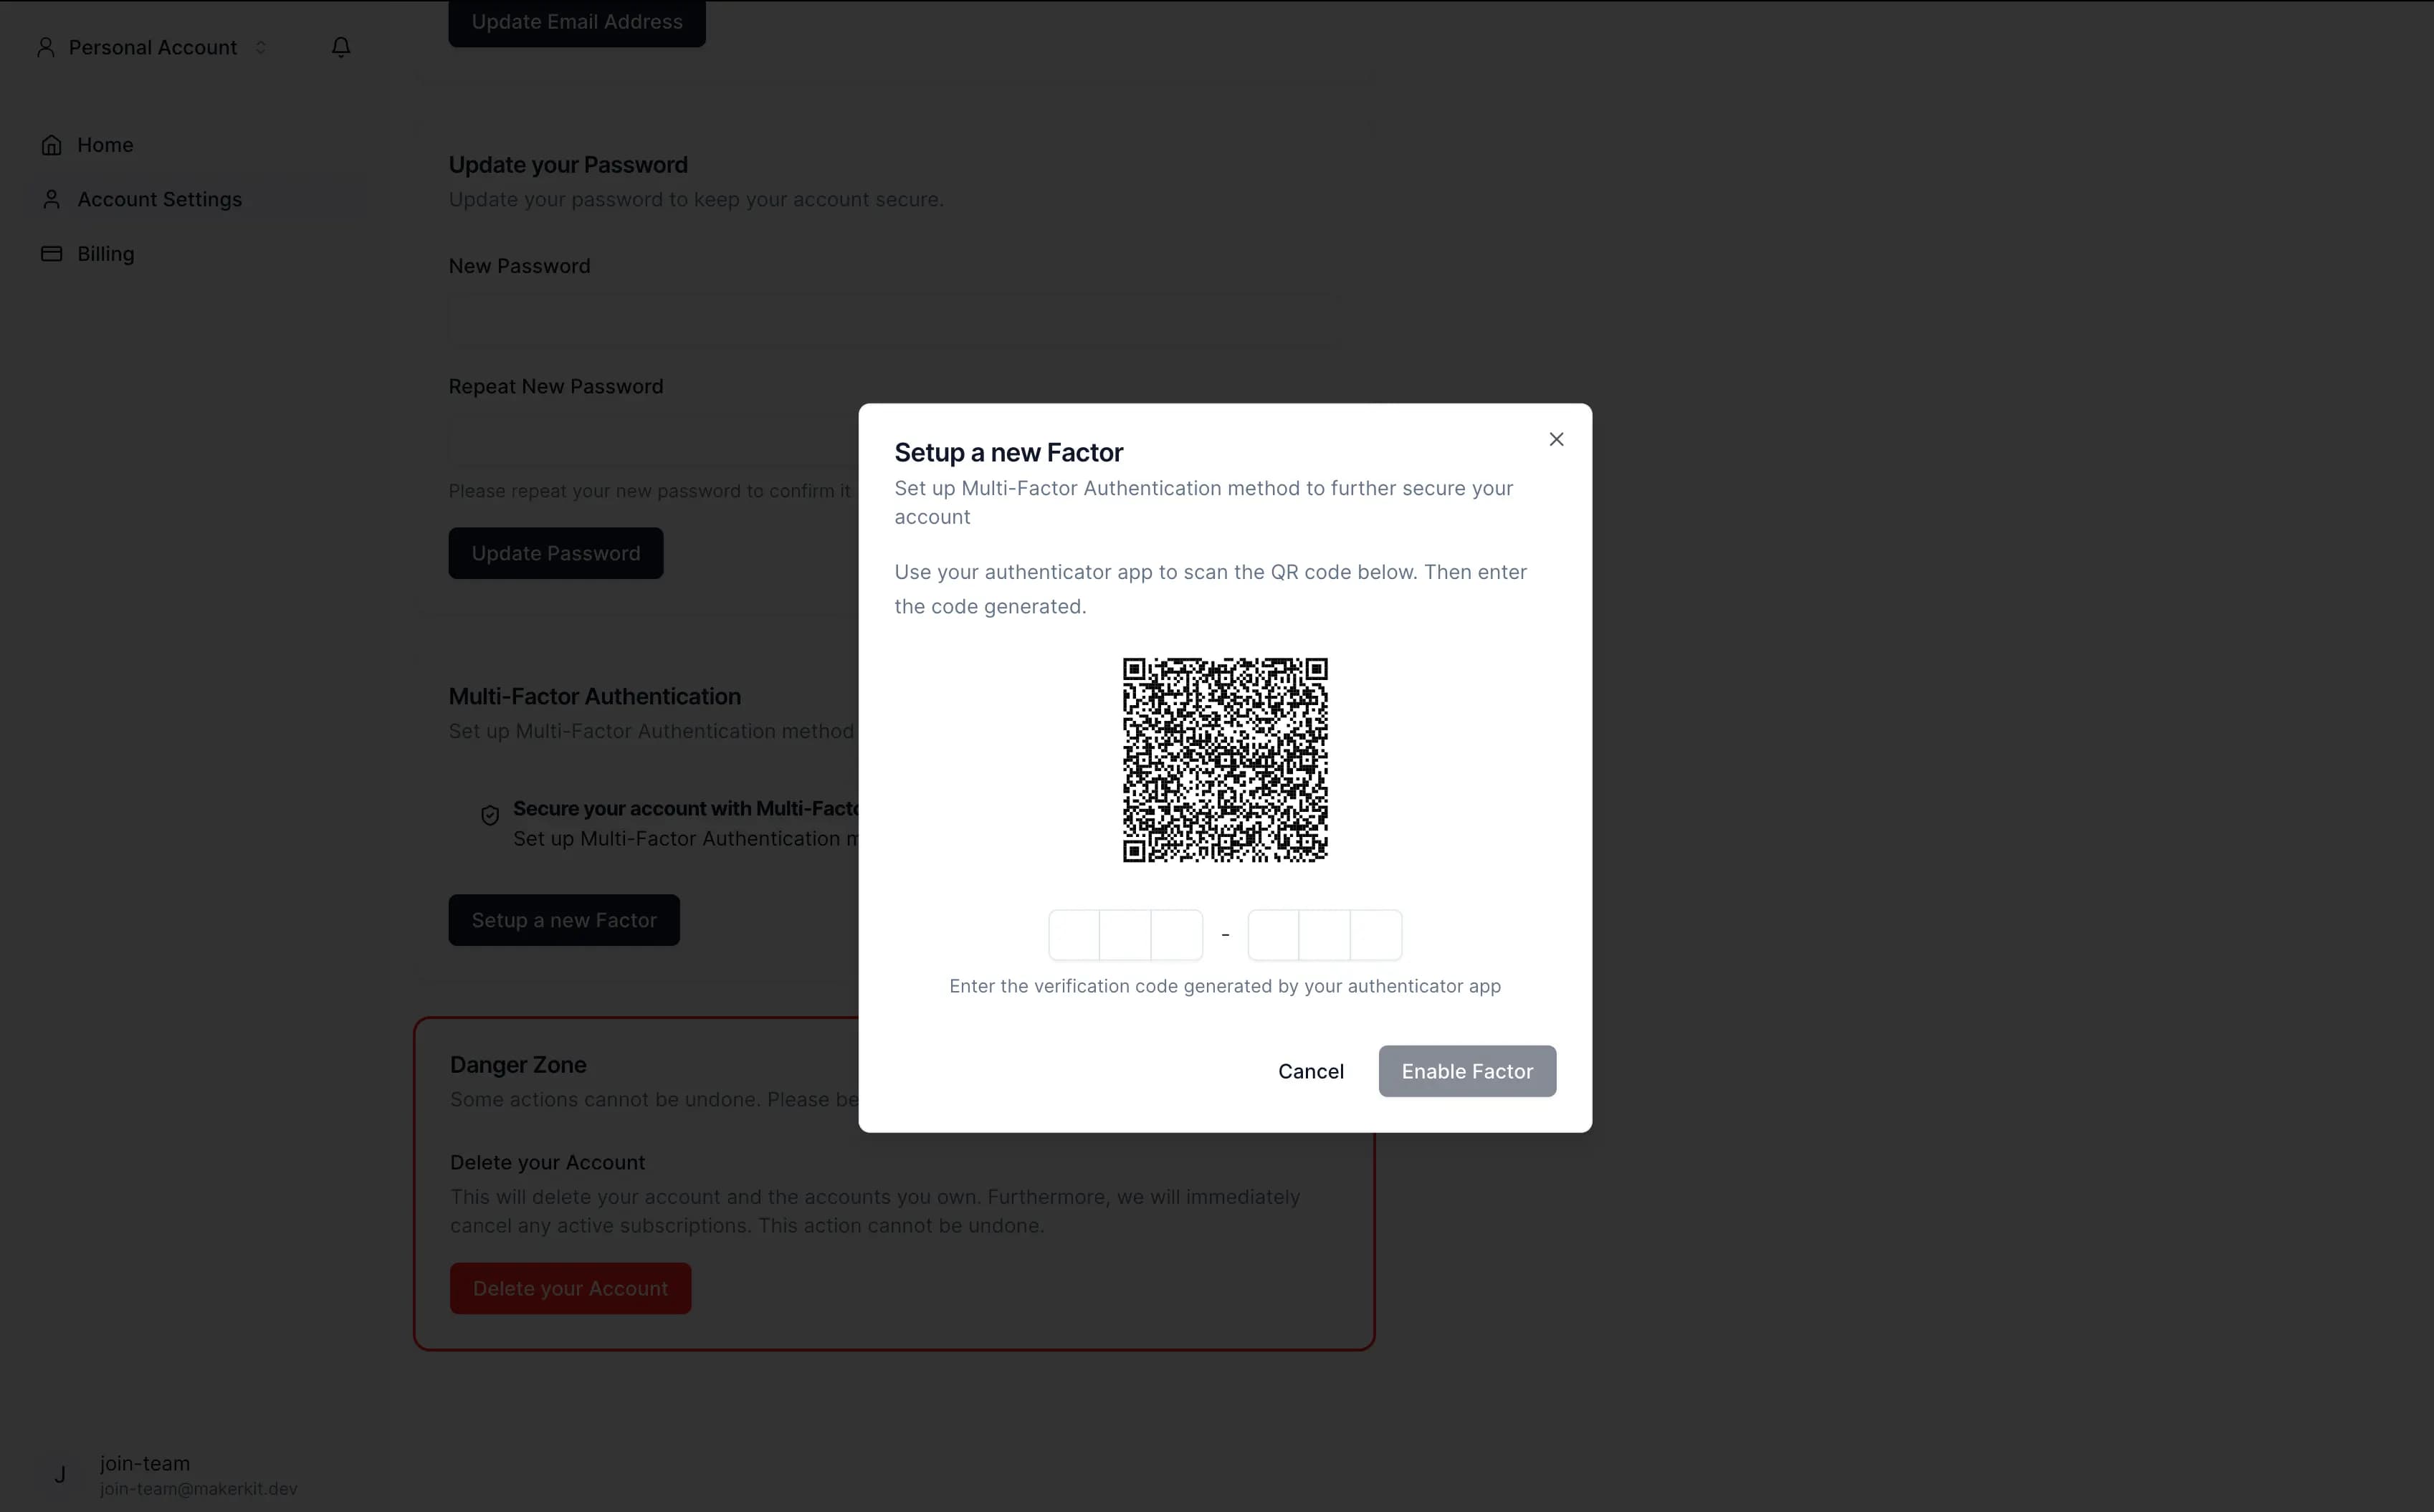 Update Email Address
Personal Account
Home
Account Settings
Billing
Update your Password
Update your password to keep your account secure.
New Password
Repeat New Password
Please repeat your new password to confirm it
Update Password
Multi-Factor Authentication
Set up Multi-Factor Authentication method
Secure your account with Multi-Facto
Set up Multi-Factor Authentication m
Setup a new Factor
Danger Zone
Some actions cannot be undone. Please be
Delete your Account
This will delete your account and the accounts you own. Furthermore, we will immediately
cancel any active subscriptions. This action cannot be undone.
Delete your Account
J
join-team
join-team@makerkit.dev
Setup a new Factor
Set up Multi-Factor Authentication method to further secure your
account
Use your authenticator app to scan the QR code below. Then enter
the code generated.
-
Enter the verification code generated by your authenticator app
Cancel
Enable Factor